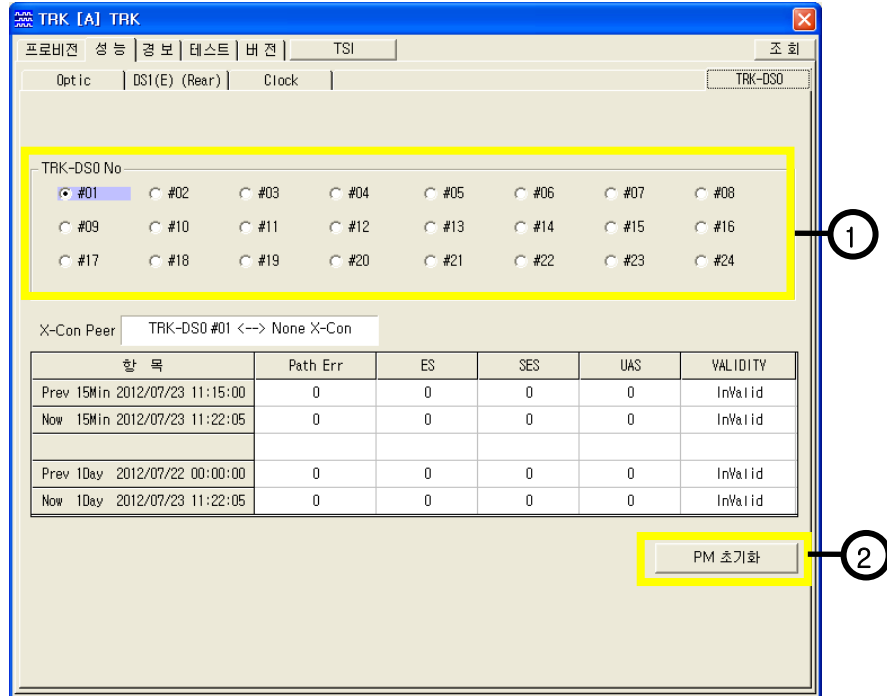 TRK [A] TRK
프로비전 성 능 경 보 테스트 버 전 TSI 조 회
Optic DS1(E) (Rear) Clock TRK-DS0
TRK-DS0 No
#01 #02 #03 #04 #05 #06 #07 #08
#09 #10 #11 #12 #13 #14 #15 #16
1
#17 #18 #19 #20 #21 #22 #23 #24
X-Con Peer TRK-DS0 #01 <--> None X-Con
항 목 Path Err ES SES UAS VALIDITY
Prev 15Min 2012/07/23 11:15:00 0 0 0 0 InValid
Now 15Min 2012/07/23 11:22:05 0 0 0 0 InValid
Prev 1Day 2012/07/22 00:00:00 0 0 0 0 InValid
Now 1Day 2012/07/23 11:22:05 0 0 0 0 InValid
PM 초기화 2